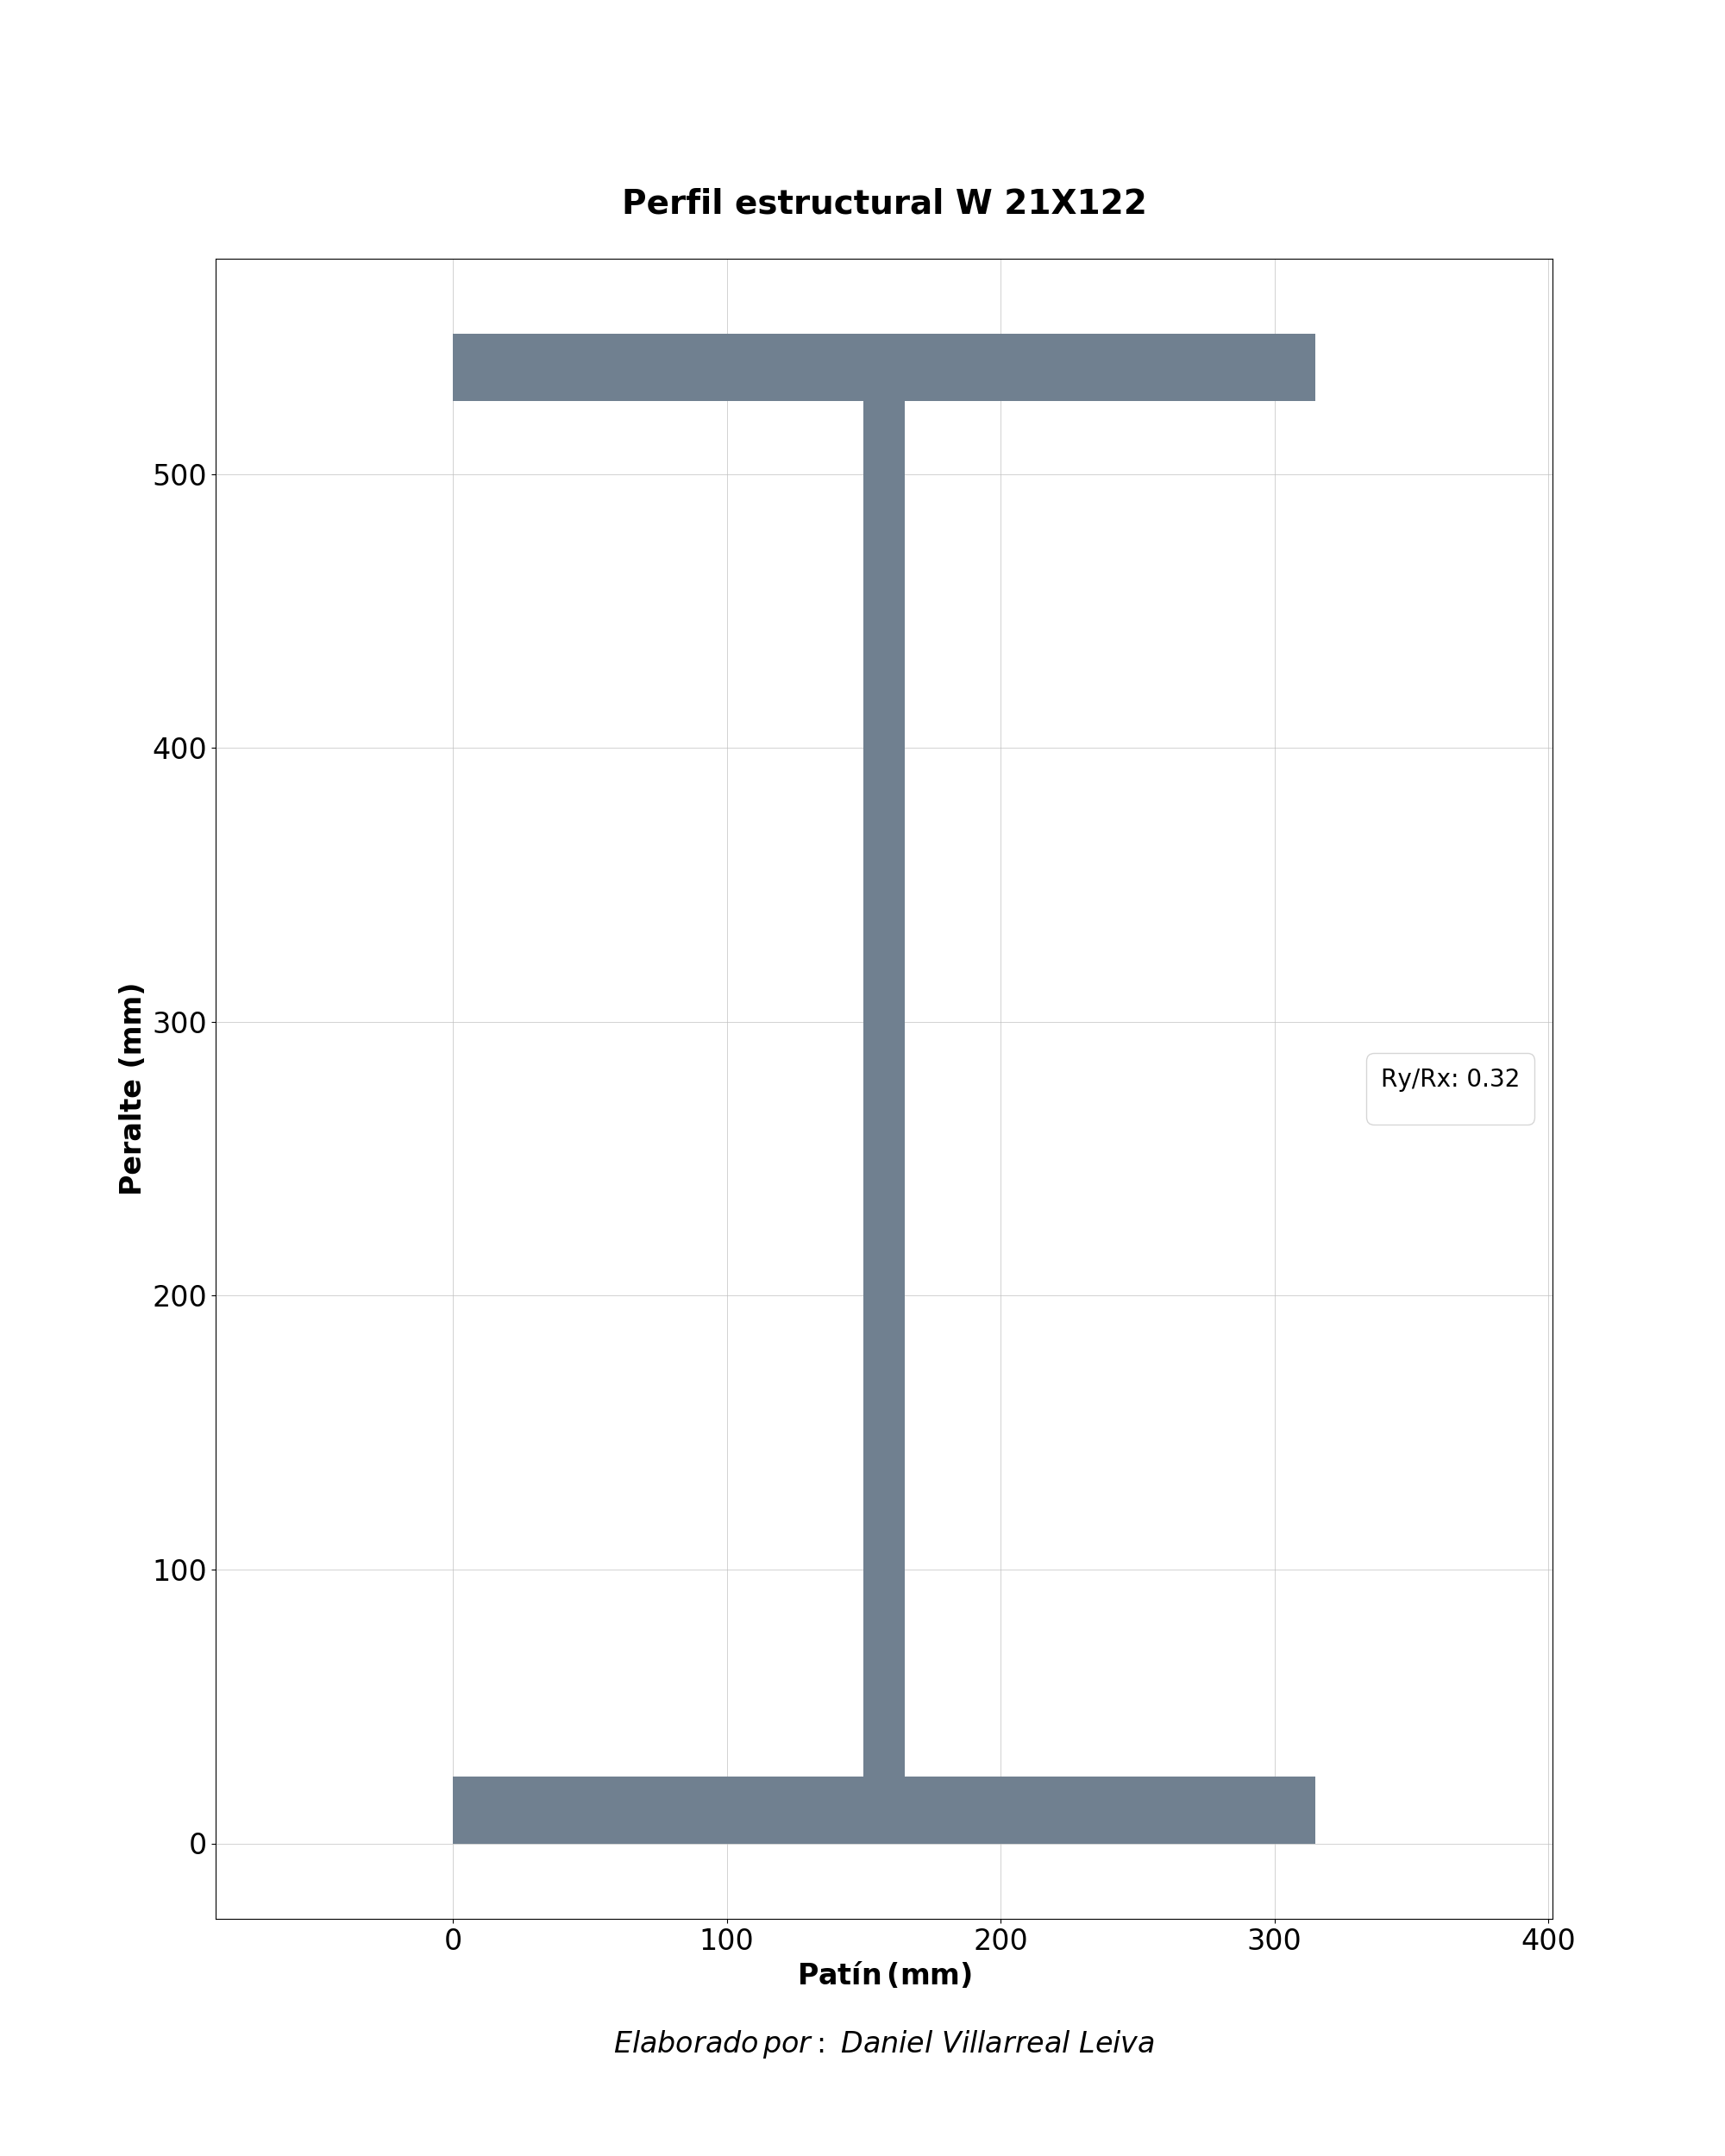 Perfil estructural W 21X122
Peralte (mm)
500
400
300
200
100
0
Ry/Rx: 0.32
0 100 200 300 400
Patín (mm)
Elaborado por: Daniel Villarreal Leiva